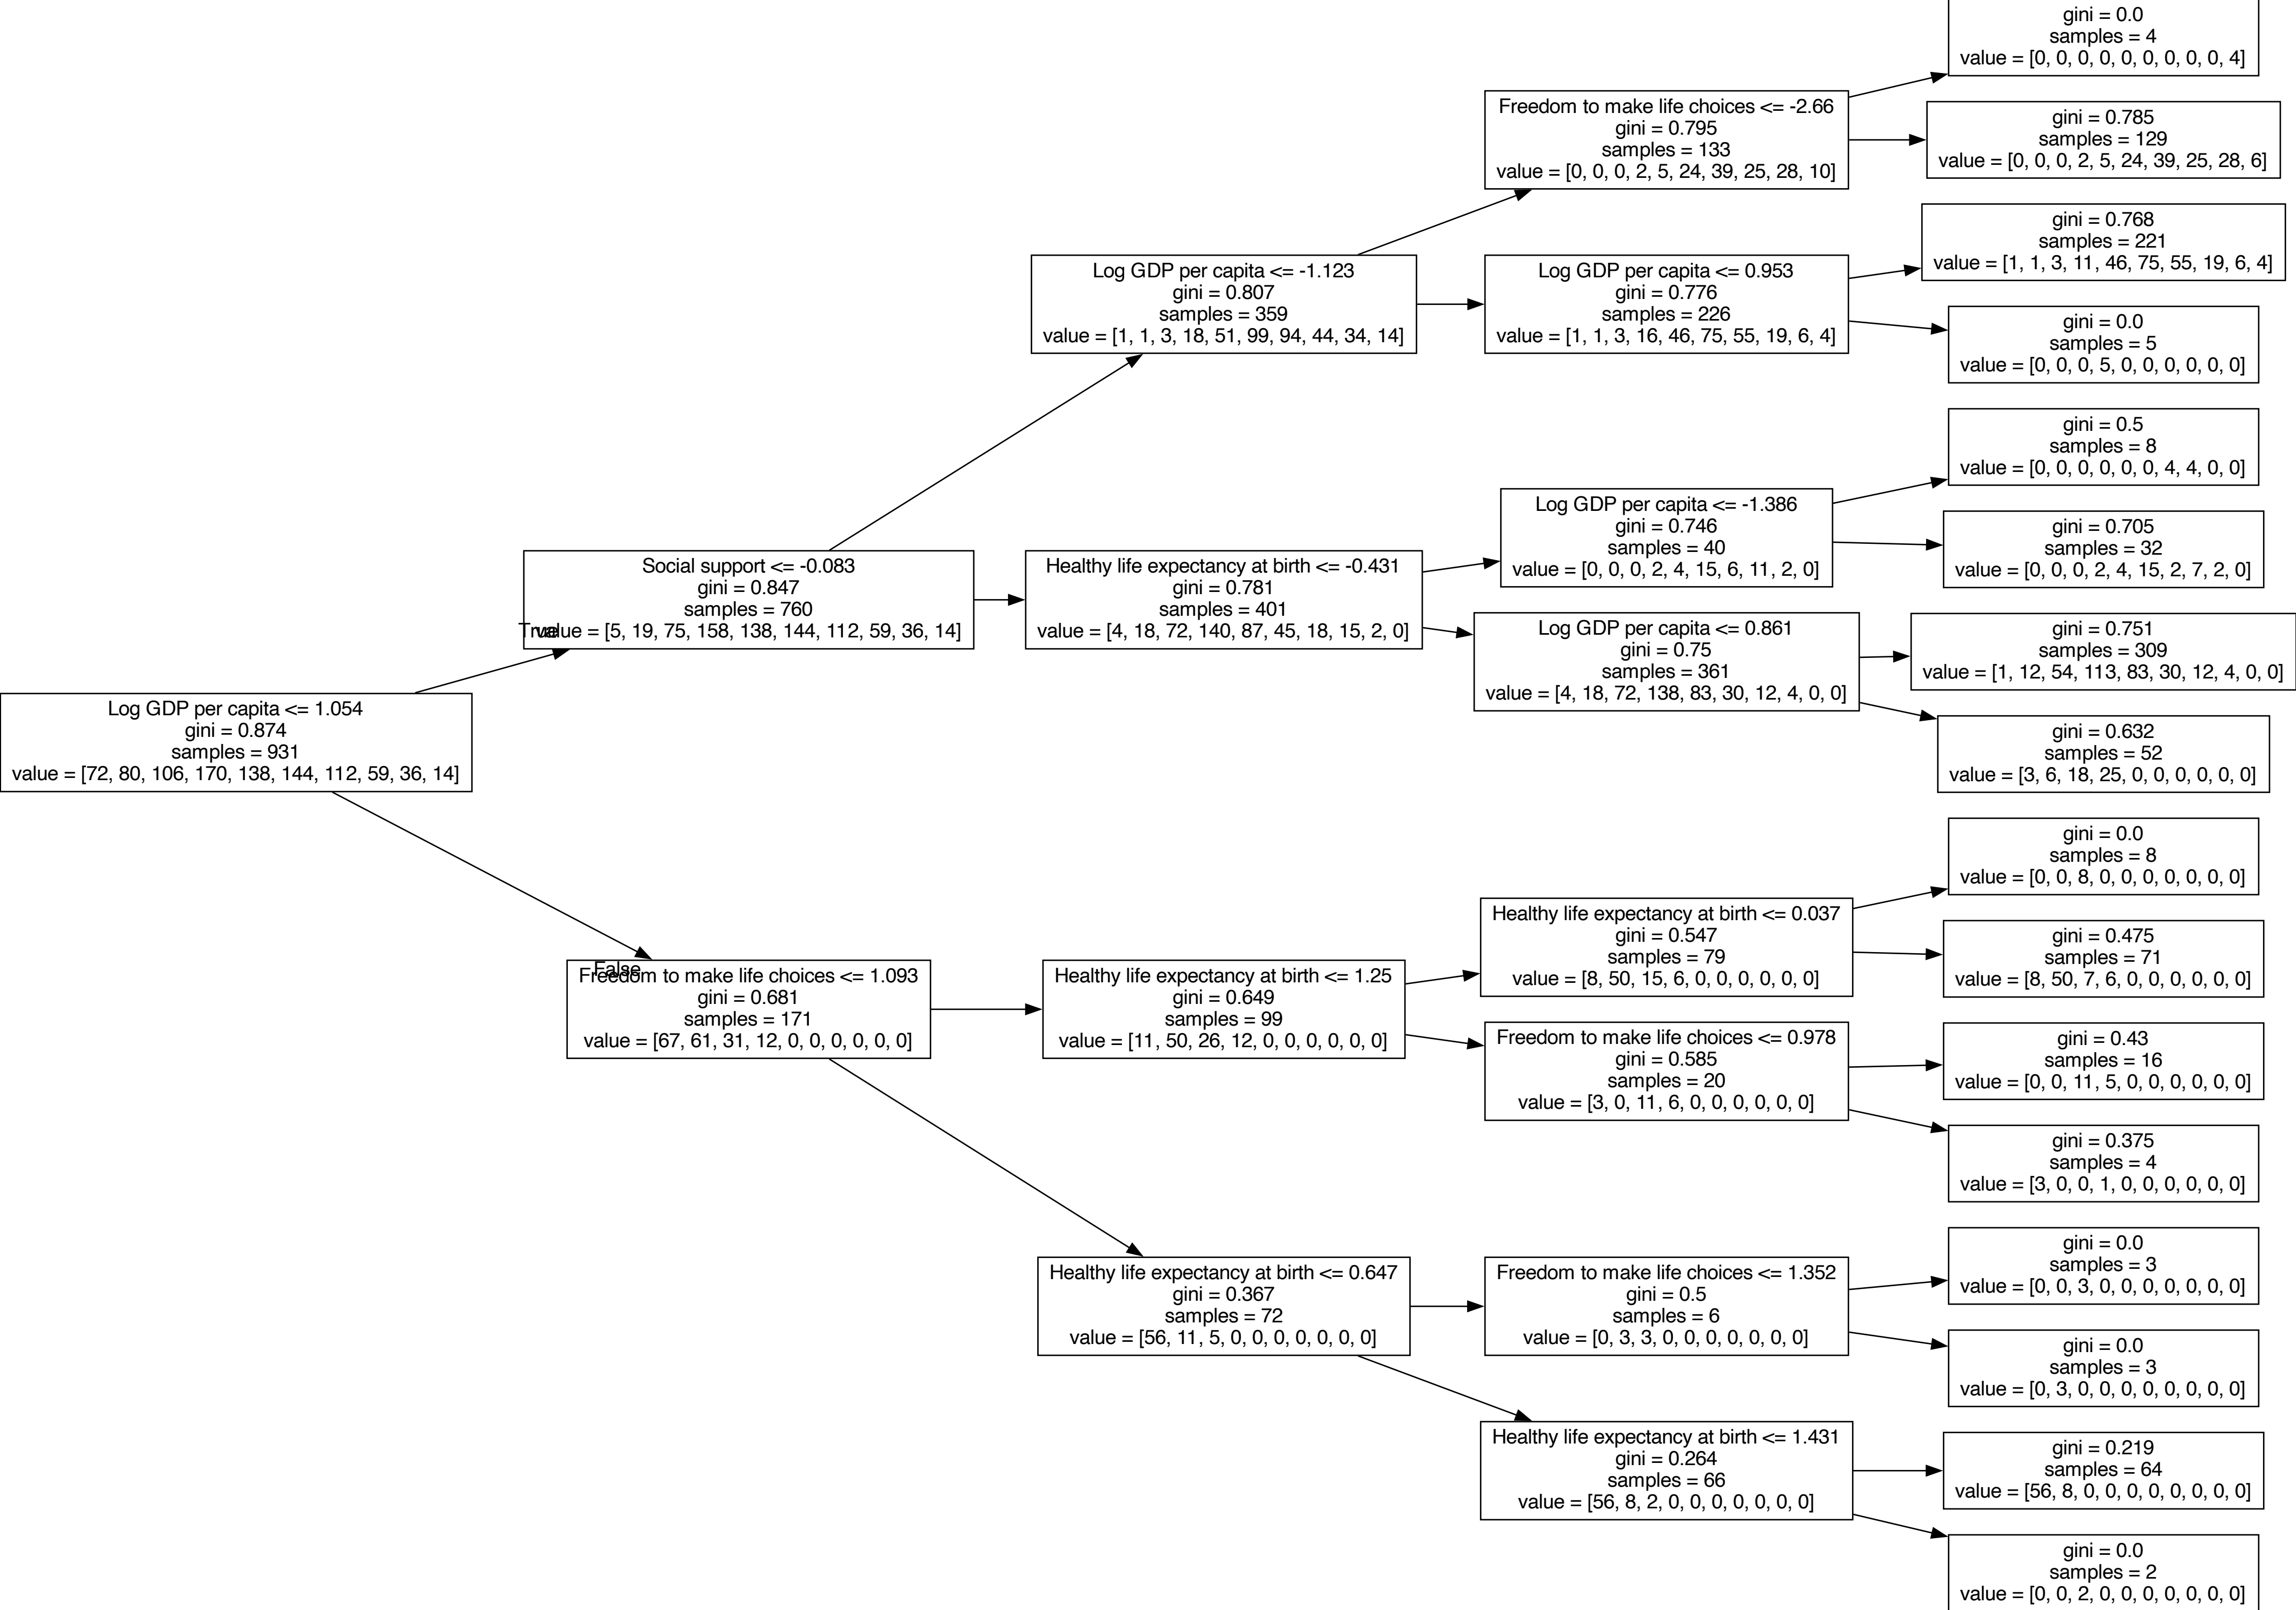 gini = 0.0
samples = 4
value = [0, 0, 0, 0, 0, 0, 0, 0, 0, 4]
Freedom to make life choices <= -2.66
gini = 0.795
samples = 133
value = [0, 0, 0, 2, 5, 24, 39, 25, 28, 10]
gini = 0.785
samples = 129
value = [0, 0, 0, 2, 5, 24, 39, 25, 28, 6]
gini = 0.768
samples = 221
value = [1, 1, 3, 11, 46, 75, 55, 19, 6, 4]
Log GDP per capita <= -1.123
gini = 0.807
samples = 359
value = [1, 1, 3, 18, 51, 99, 94, 44, 34, 14]
Log GDP per capita <= 0.953
gini = 0.776
samples = 226
value = [1, 1, 3, 16, 46, 75, 55, 19, 6, 4]
gini = 0.0
samples = 5
value = [0, 0, 0, 5, 0, 0, 0, 0, 0, 0]
gini = 0.5
samples = 8
value = [0, 0, 0, 0, 0, 0, 4, 4, 0, 0]
Log GDP per capita <= -1.386
gini = 0.746
samples = 40
value = [0, 0, 0, 2, 4, 15, 6, 11, 2, 0]
gini = 0.705
samples = 32
value = [0, 0, 0, 2, 4, 15, 2, 7, 2, 0]
Social support <= -0.083
gini = 0.847
samples = 760
value = [5, 19, 75, 158, 138, 144, 112, 59, 36, 14]
True
Healthy life expectancy at birth <= -0.431
gini = 0.781
samples = 401
value = [4, 18, 72, 140, 87, 45, 18, 15, 2, 0]
Log GDP per capita <= 0.861
gini = 0.75
samples = 361
value = [4, 18, 72, 138, 83, 30, 12, 4, 0, 0]
gini = 0.751
samples = 309
value = [1, 12, 54, 113, 83, 30, 12, 4, 0, 0]
Log GDP per capita <= 1.054
gini = 0.874
samples = 931
value = [72, 80, 106, 170, 138, 144, 112, 59, 36, 14]
gini = 0.632
samples = 52
value = [3, 6, 18, 25, 0, 0, 0, 0, 0, 0]
gini = 0.0
samples = 8
value = [0, 0, 8, 0, 0, 0, 0, 0, 0, 0]
Healthy life expectancy at birth <= 0.037
gini = 0.547
samples = 79
value = [8, 50, 15, 6, 0, 0, 0, 0, 0, 0]
gini = 0.475
samples = 71
value = [8, 50, 7, 6, 0, 0, 0, 0, 0, 0]
False
Freedom to make life choices <= 1.093
gini = 0.681
samples = 171
value = [67, 61, 31, 12, 0, 0, 0, 0, 0, 0]
Healthy life expectancy at birth <= 1.25
gini = 0.649
samples = 99
value = [11, 50, 26, 12, 0, 0, 0, 0, 0, 0]
Freedom to make life choices <= 0.978
gini = 0.585
samples = 20
value = [3, 0, 11, 6, 0, 0, 0, 0, 0, 0]
gini = 0.43
samples = 16
value = [0, 0, 11, 5, 0, 0, 0, 0, 0, 0]
gini = 0.375
samples = 4
value = [3, 0, 0, 1, 0, 0, 0, 0, 0, 0]
gini = 0.0
samples = 3
value = [0, 0, 3, 0, 0, 0, 0, 0, 0, 0]
Healthy life expectancy at birth <= 0.647
gini = 0.367
samples = 72
value = [56, 11, 5, 0, 0, 0, 0, 0, 0, 0]
Freedom to make life choices <= 1.352
gini = 0.5
samples = 6
value = [0, 3, 3, 0, 0, 0, 0, 0, 0, 0]
gini = 0.0
samples = 3
value = [0, 3, 0, 0, 0, 0, 0, 0, 0, 0]
Healthy life expectancy at birth <= 1.431
gini = 0.264
samples = 66
value = [56, 8, 2, 0, 0, 0, 0, 0, 0, 0]
gini = 0.219
samples = 64
value = [56, 8, 0, 0, 0, 0, 0, 0, 0, 0]
gini = 0.0
samples = 2
value = [0, 0, 2, 0, 0, 0, 0, 0, 0, 0]